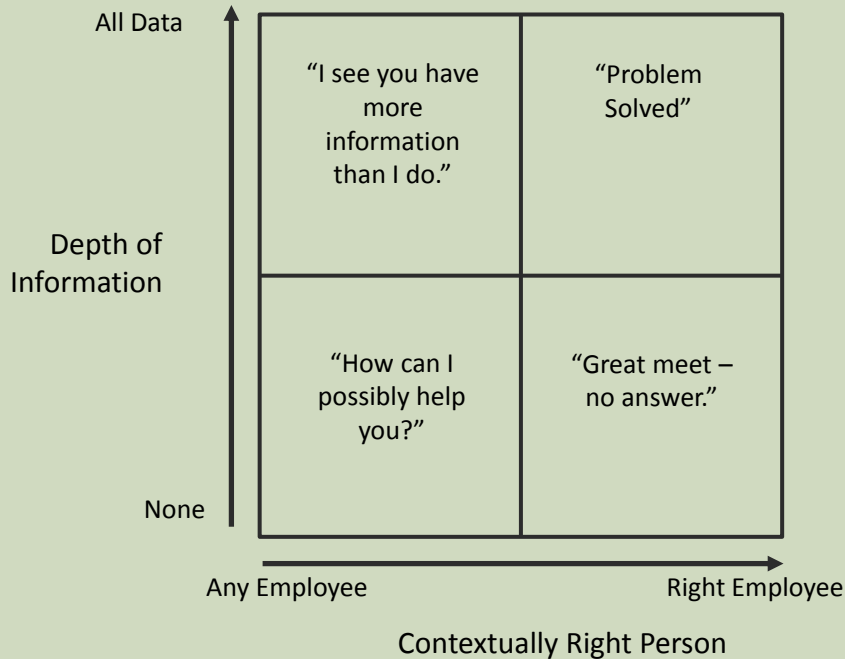 All Data
“I see you have
more
information
than I do.”
“Problem
Solved”
Depth of
Information
“How can I
possibly help
you?”
“Great meet –
no answer.”
None
Any Employee
Right Employee
Contextually Right Person